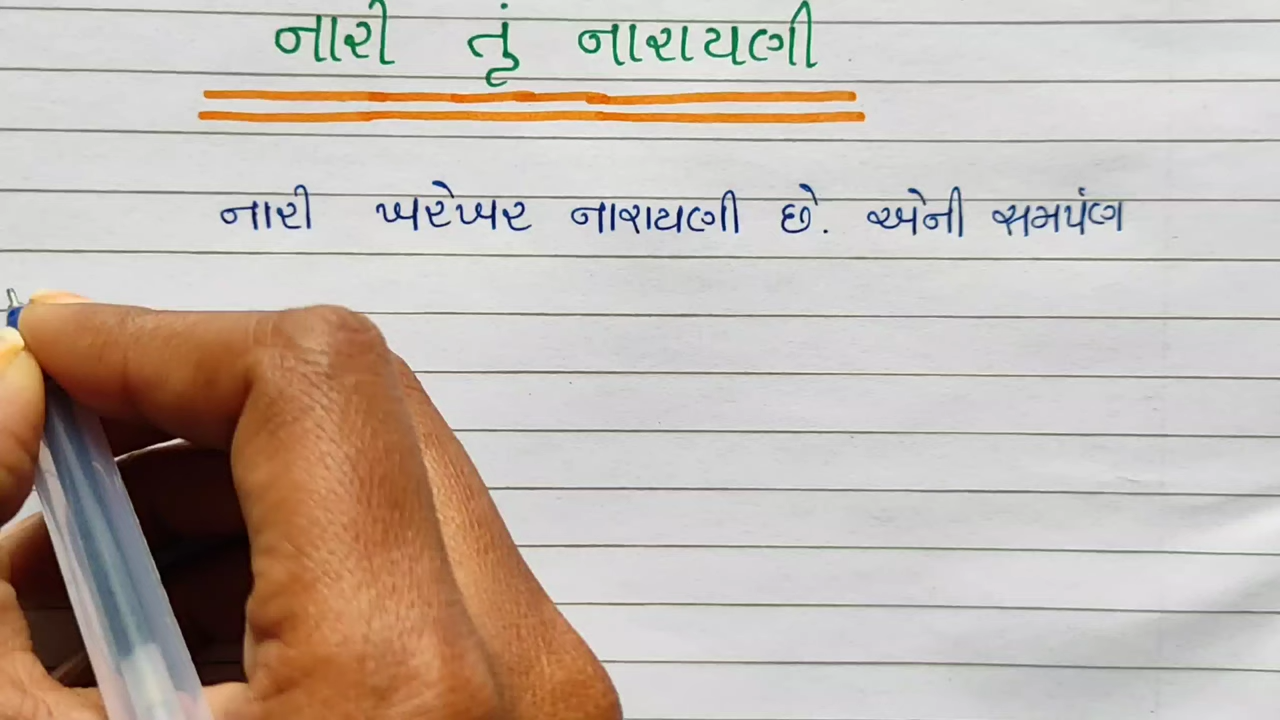 નારી તું નારાયણી
નારી ખરેખર નારાયણી છે. એની સમર્પણ